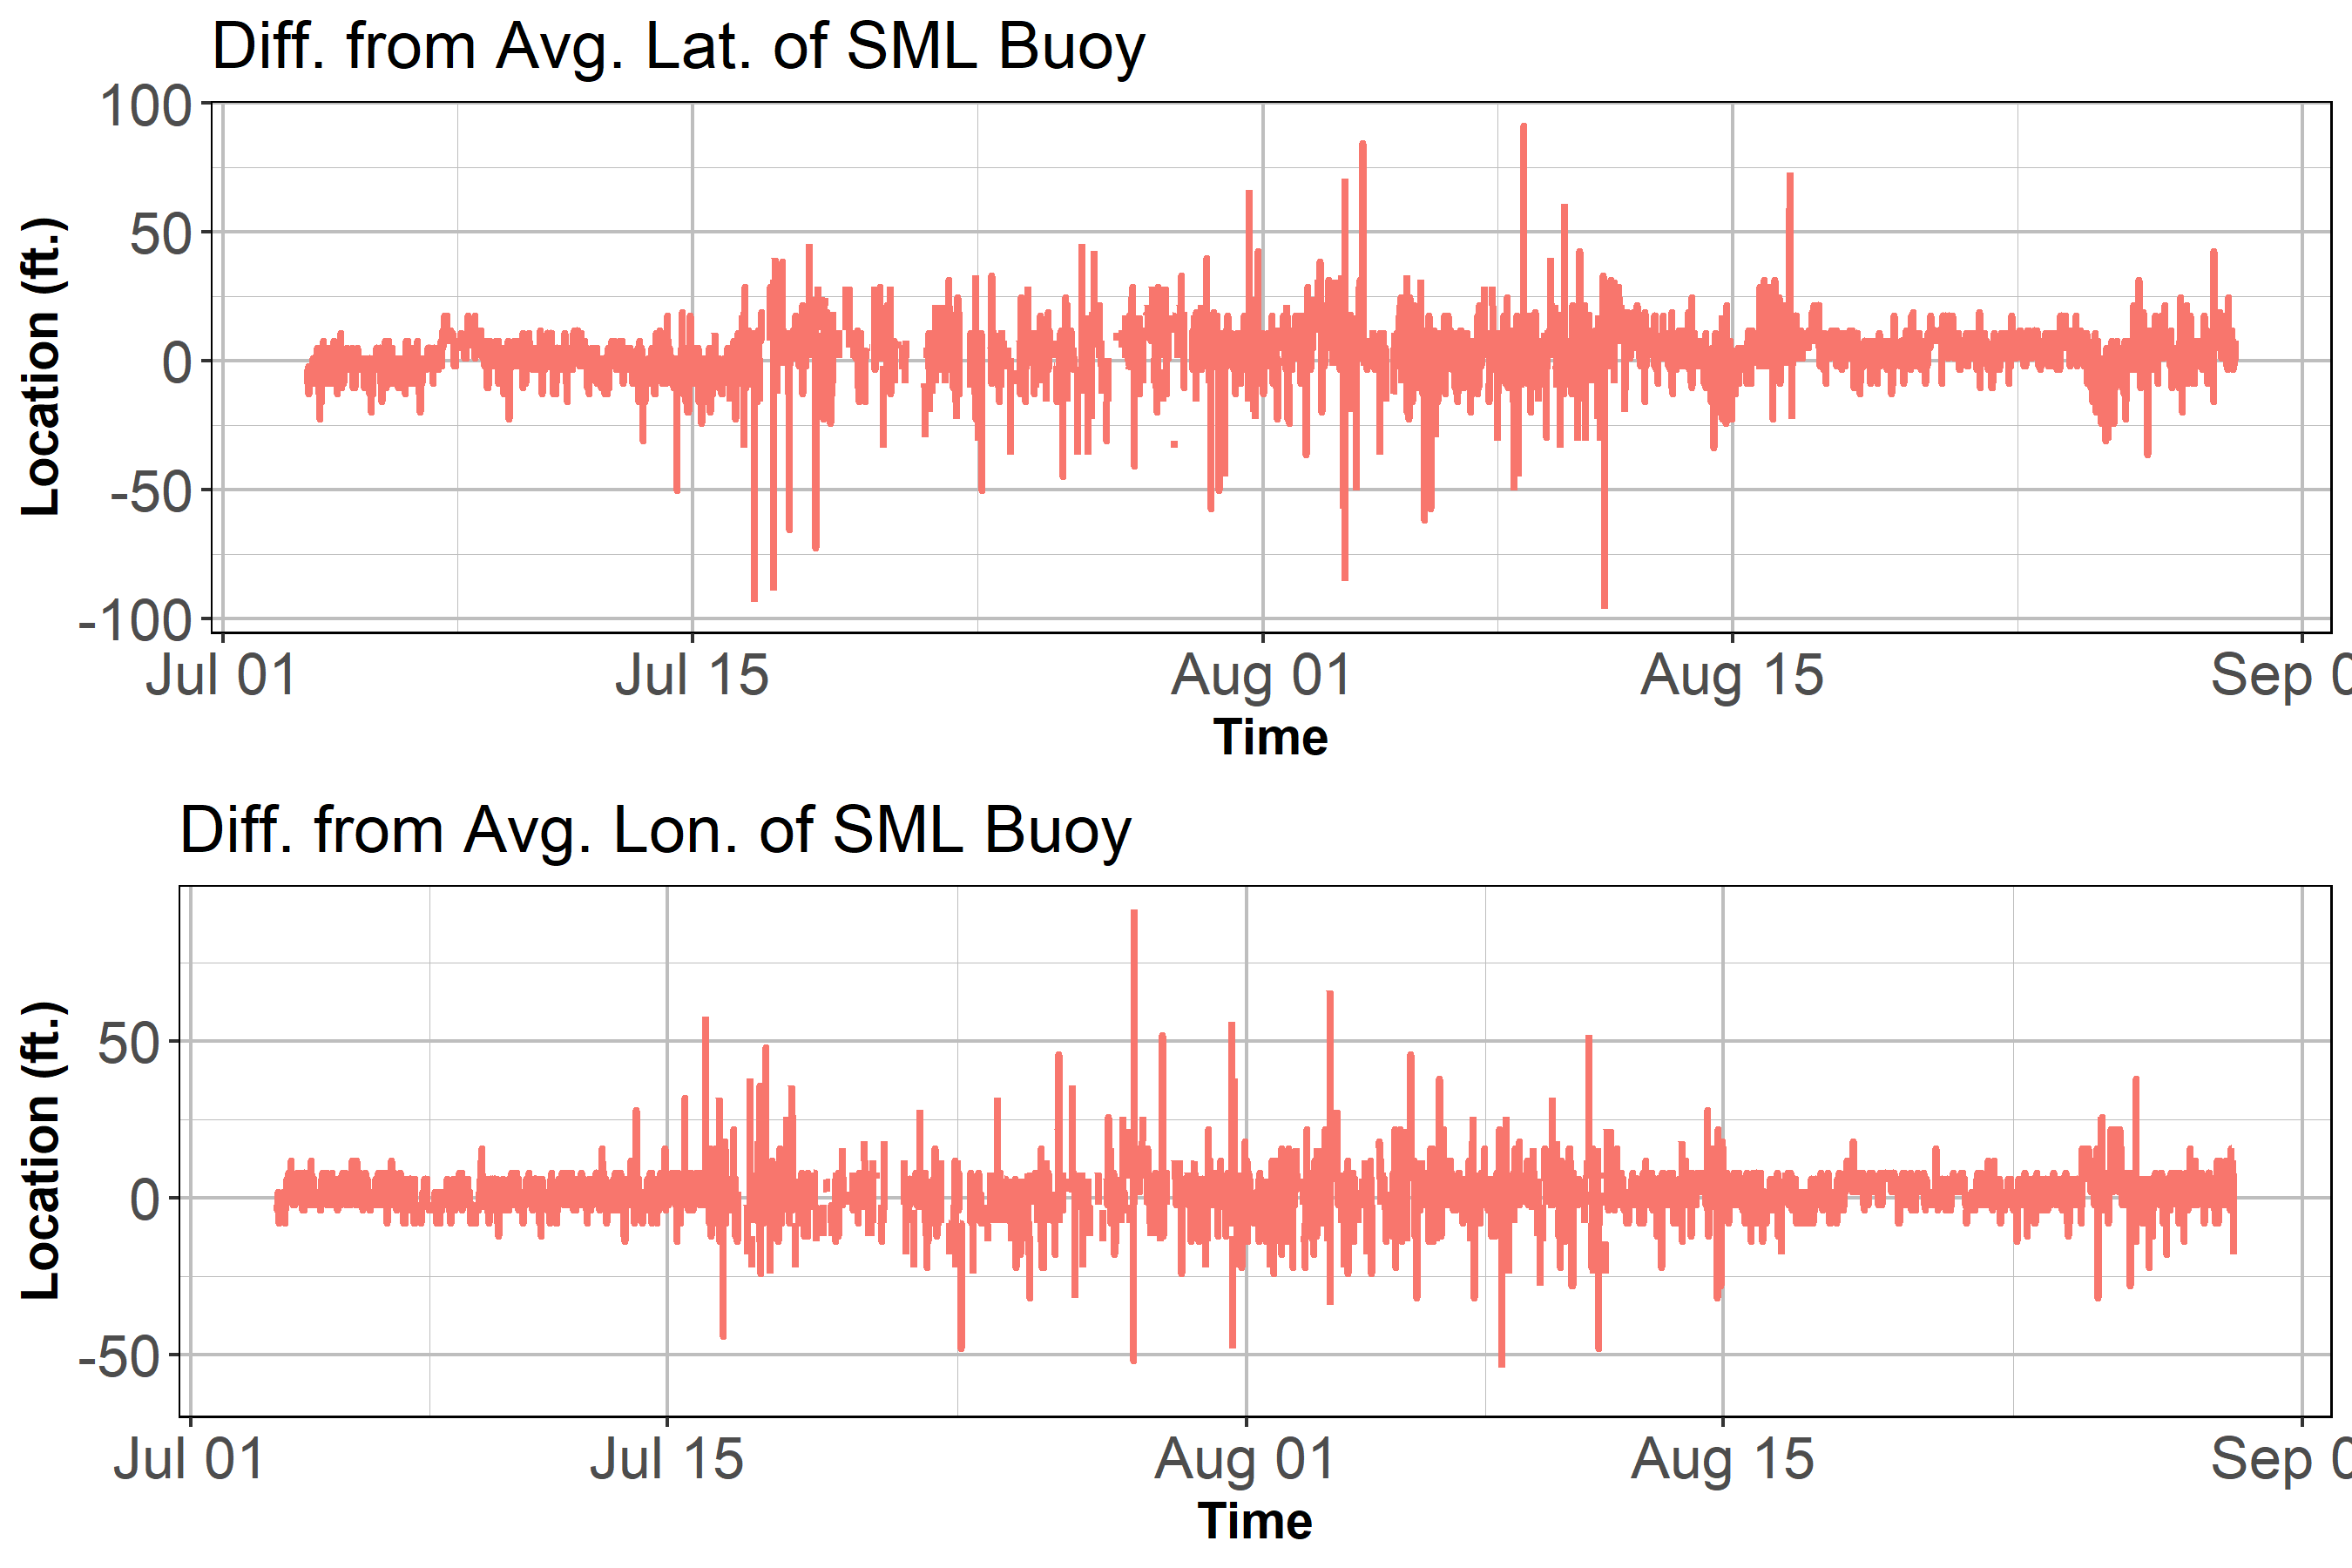 Diff. from Avg. Lat. of SML Buoy
100
50
0
-50
-100
Location (ft.)
Jul 01 Jul 15 Aug 01 Aug 15 Sep 0
Time
Diff. from Avg. Lon. of SML Buoy
50
0
-50
Location (ft.)
Jul 01 Jul 15 Aug 01 Aug 15 Sep 0
Time